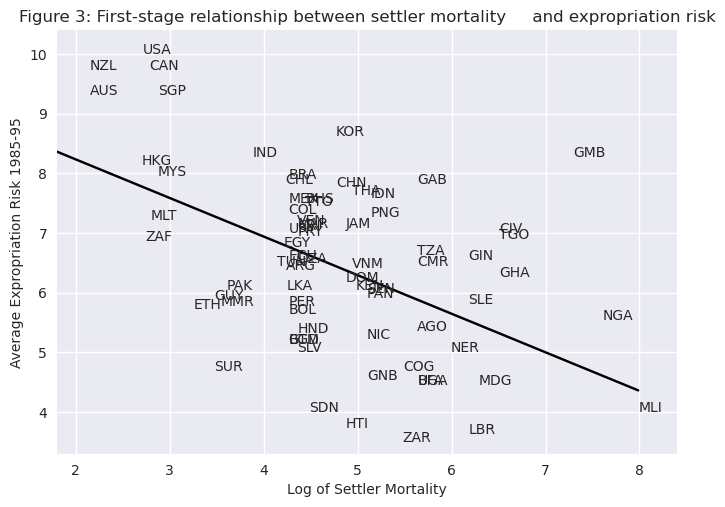 Figure 3: First-stage relationship between settler mortality     and expropriation risk
10
9
8
7
6
5
4
Average Expropriation Risk 1985-95
USA
NZL CAN
AUS SGP
KOR
IND GMB
HKG
MYS
BRA
CHL CHN GAB
THA
IDN
MEX BHS
TTO
COL PNG
MLT
VEN
JAM CIV
ZAF PRY TGO
EGY
TZA
GIN
VNM CMR
ARG
GHA
DOM
PAK LKA KEN
PAN
GUY
MMR PER SLE
ETH
BOL
NGA
HND AGO
NIC
SLV NER
SUR COG
GNB MDG
SDN MLI
HTI
LBR
ZAR
2 3 4 5 6 7 8
Log of Settler Mortality